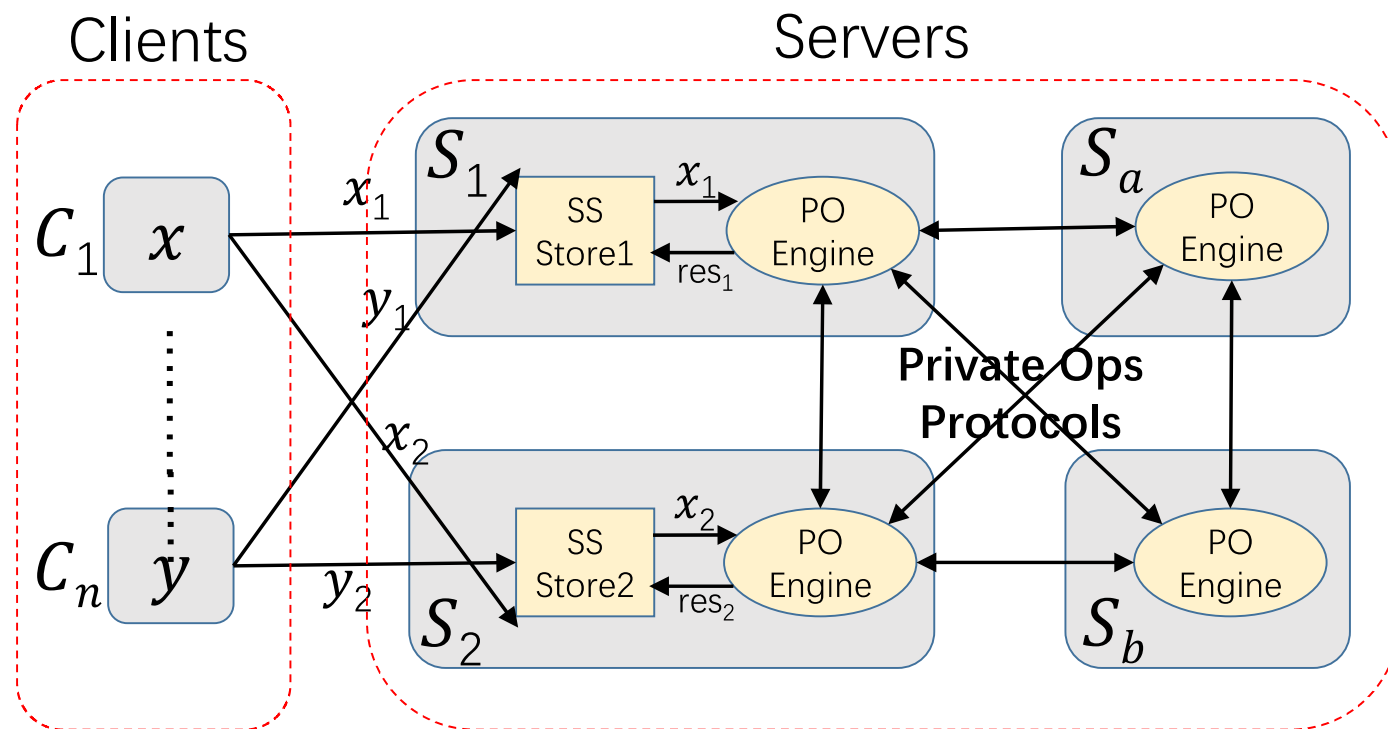 Clients
Servers
S₁
Sₐ
x₁
x₁
C₁
x
SS
Store1
PO
Engine
PO
Engine
res₁
y₁
Private Ops
Protocols
x₂
x₂
Cₙ
y
SS
Store2
PO
Engine
PO
Engine
y₂
res₂
S₂
S_b